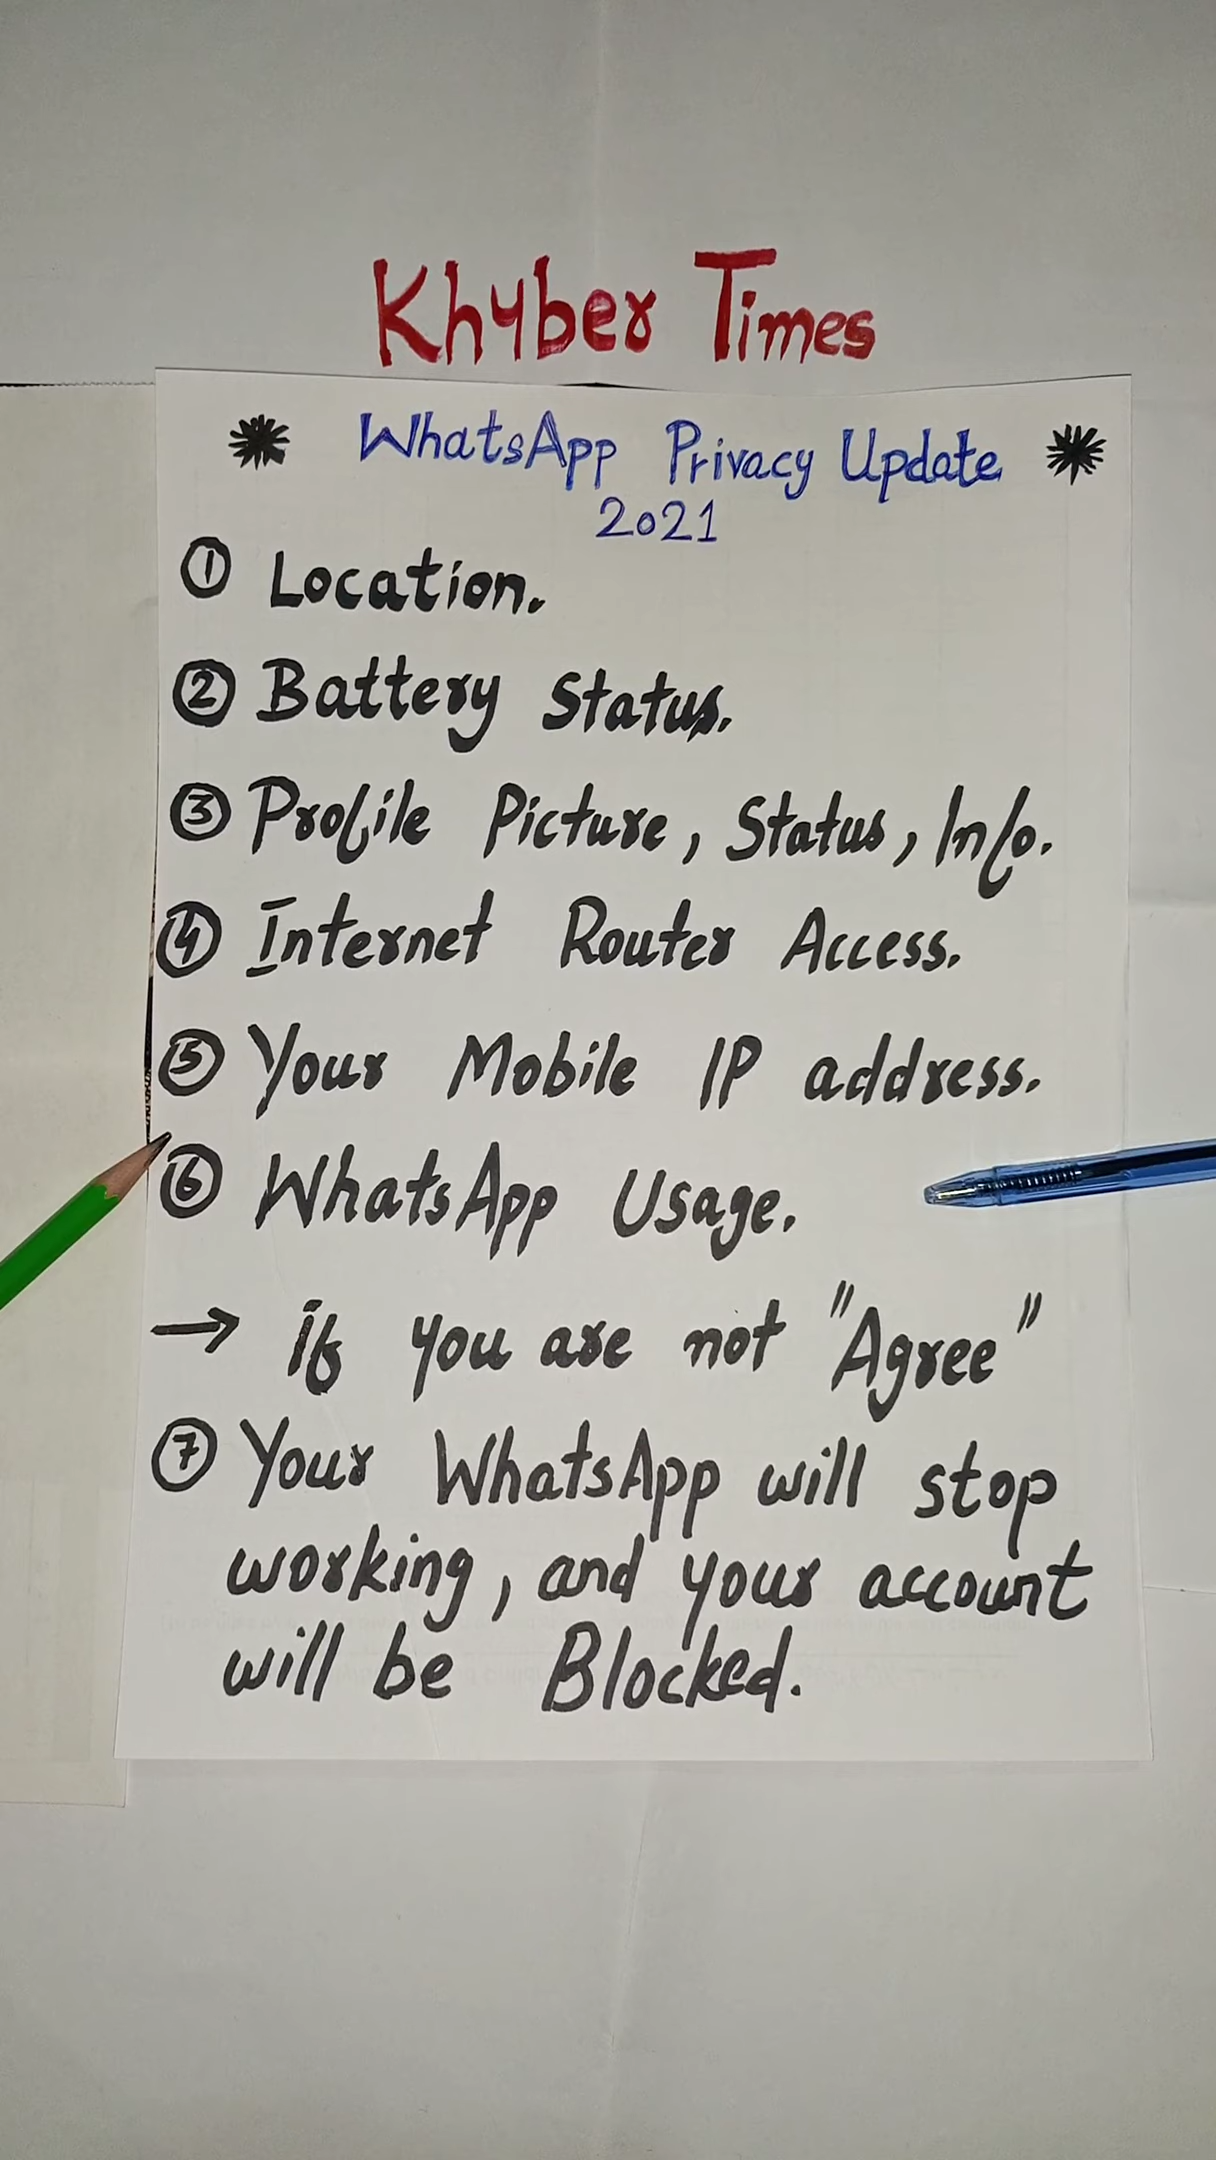 Khyber Times
WhatsApp Privacy Update
2021
① Location.
② Battery Status.
③ Profile Picture, Status, Info.
④ Internet Router Access.
⑤ Your Mobile IP address.
⑥ WhatsApp Usage.
→ if you are not "Agree"
⑦ Your WhatsApp will stop
working, and your account
will be Blocked.